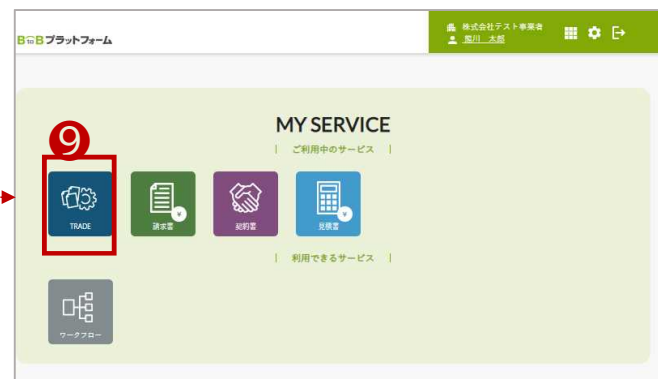 BtoBプラットフォーム
株式会社テスト事業者
太郎
MY SERVICE
| ご利用中のサービス |
❾
TRADE
請求書
契約書
見積書
| 利用できるサービス |
ワークフロー